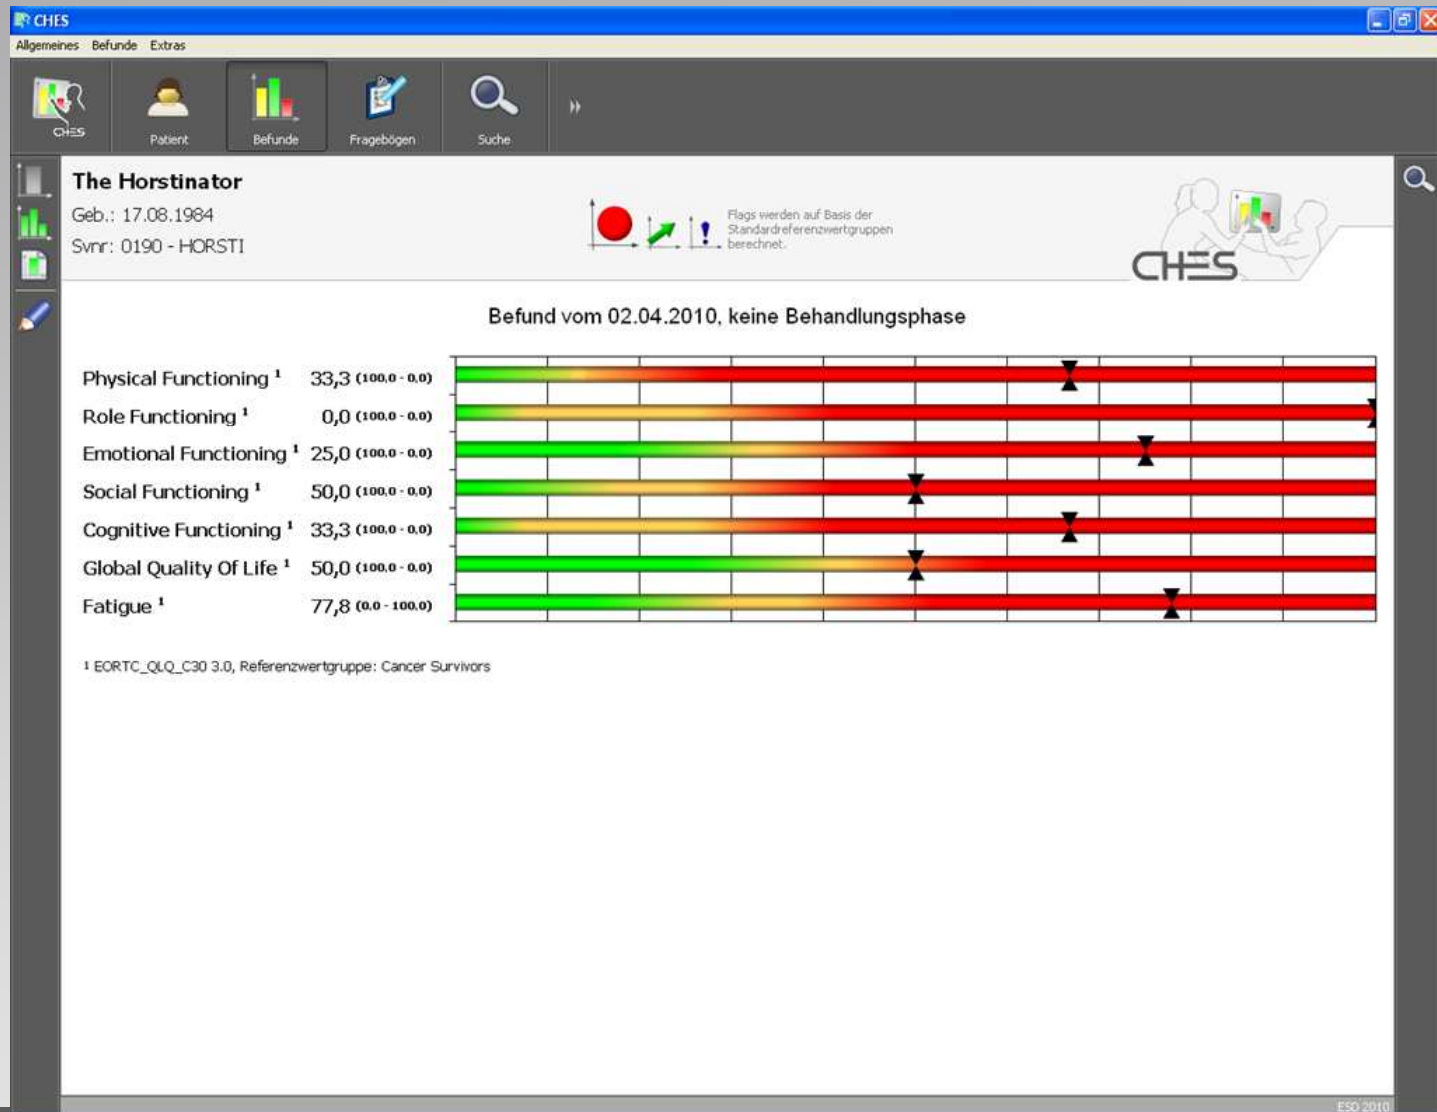 CHES
Allgemeines Befunde Extras
CHES
Patient Befunde Fragebögen Suche
The Horstinator
Geb.: 17.08.1984
Svnr: 0190 - HORSTI
Flags werden auf Basis der
Standardreferenzwertgruppen
berechnet.
CHES
Befund vom 02.04.2010, keine Behandlungsphase
Physical Functioning ¹ 33,3 (100.0 - 0.0)
Role Functioning ¹ 0,0 (100.0 - 0.0)
Emotional Functioning ¹ 25,0 (100.0 - 0.0)
Social Functioning ¹ 50,0 (100.0 - 0.0)
Cognitive Functioning ¹ 33,3 (100.0 - 0.0)
Global Quality Of Life ¹ 50,0 (100.0 - 0.0)
Fatigue ¹ 77,8 (0.0 - 100.0)
¹ EORTC_QLQ_C30 3.0, Referenzwertgruppe: Cancer Survivors
ESD 2010